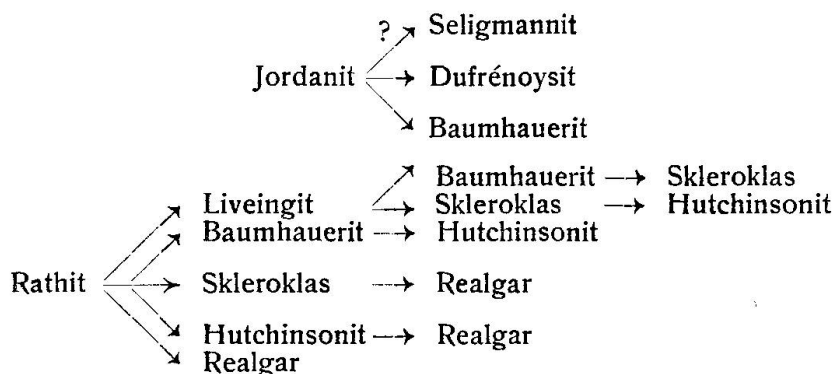 ? Seligmannit
Jordanit Dufrénoysit
Baumhauerit
Baumhauerit Skleroklas
Liveingit Skleroklas Hutchinsonit
Baumhauerit Hutchinsonit
Rathit Skleroklas Realgar
Hutchinsonit Realgar
Realgar